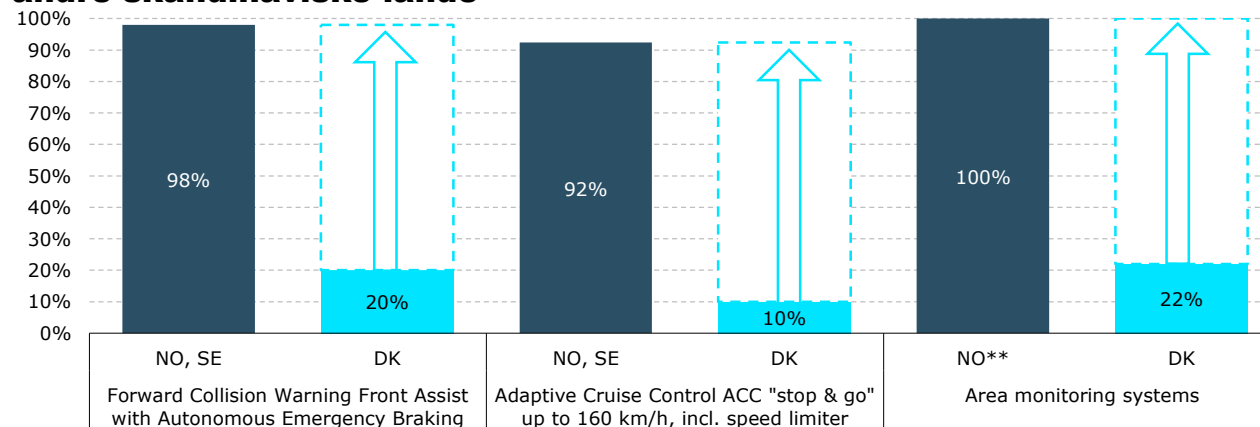 100%
90%
80%
70%
60%
50%
40%
30%
20%
10%
0%
98%
20%
92%
10%
100%
22%
NO, SE
DK
NO, SE
DK
NO**
DK
Forward Collision Warning Front Assist
with Autonomous Emergency Braking
Adaptive Cruise Control ACC "stop & go"
up to 160 km/h, incl. speed limiter
Area monitoring systems